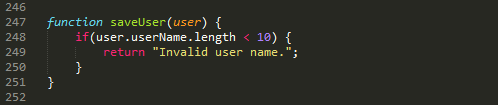 246
247 function saveUser(user) {
248 if(user.userName.length < 10) {
249 return "Invalid user name.";
250 }
251 }
252